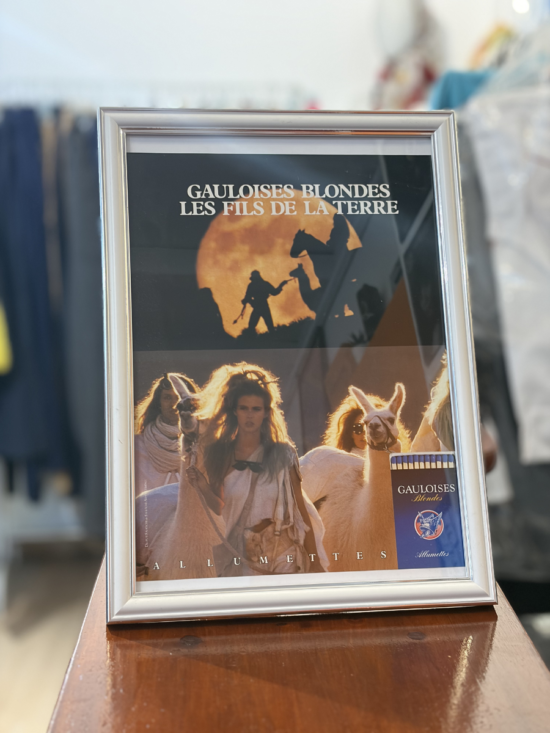 GAULOISES BLONDES
LES FILS DE LA TERRE
GAULOISES
Blondes
Allumettes
ALLUMETTES